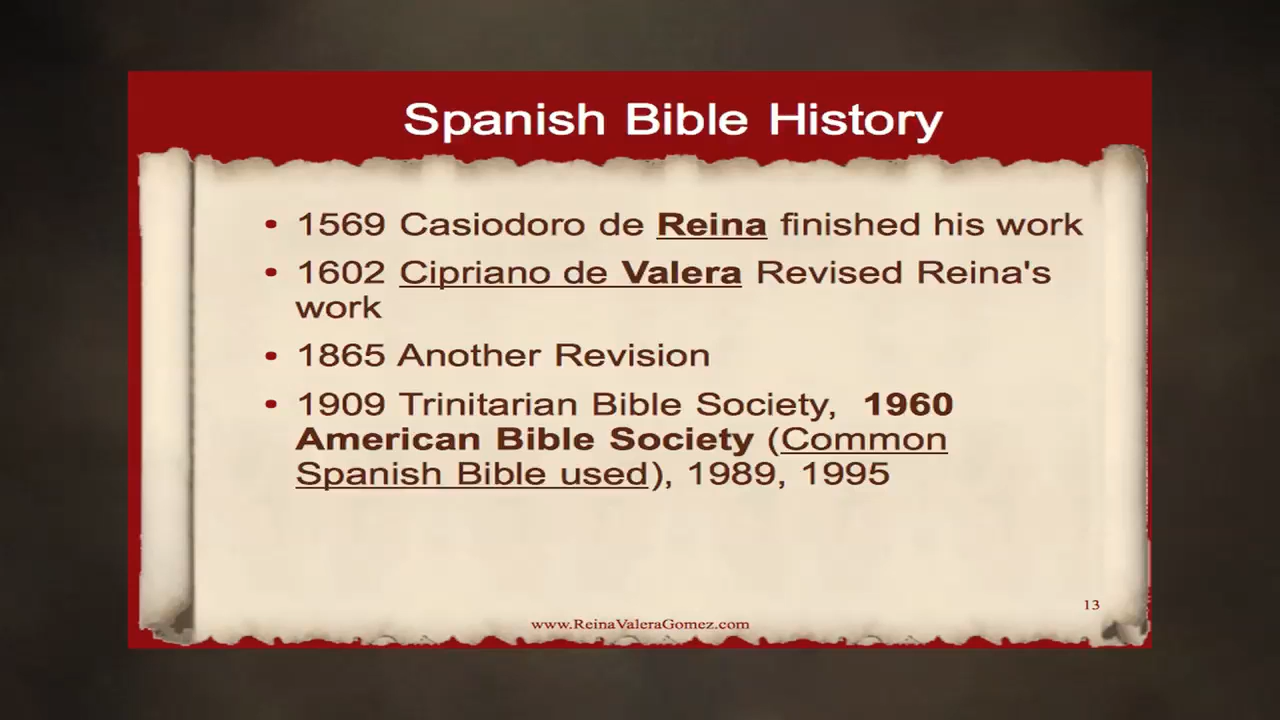 Spanish Bible History
• 1569 Casiodoro de Reina finished his work
• 1602 Cipriano de Valera Revised Reina's
work
• 1865 Another Revision
• 1909 Trinitarian Bible Society, 1960
American Bible Society (Common
Spanish Bible used), 1989, 1995
13
www.ReinaValeraGomez.com